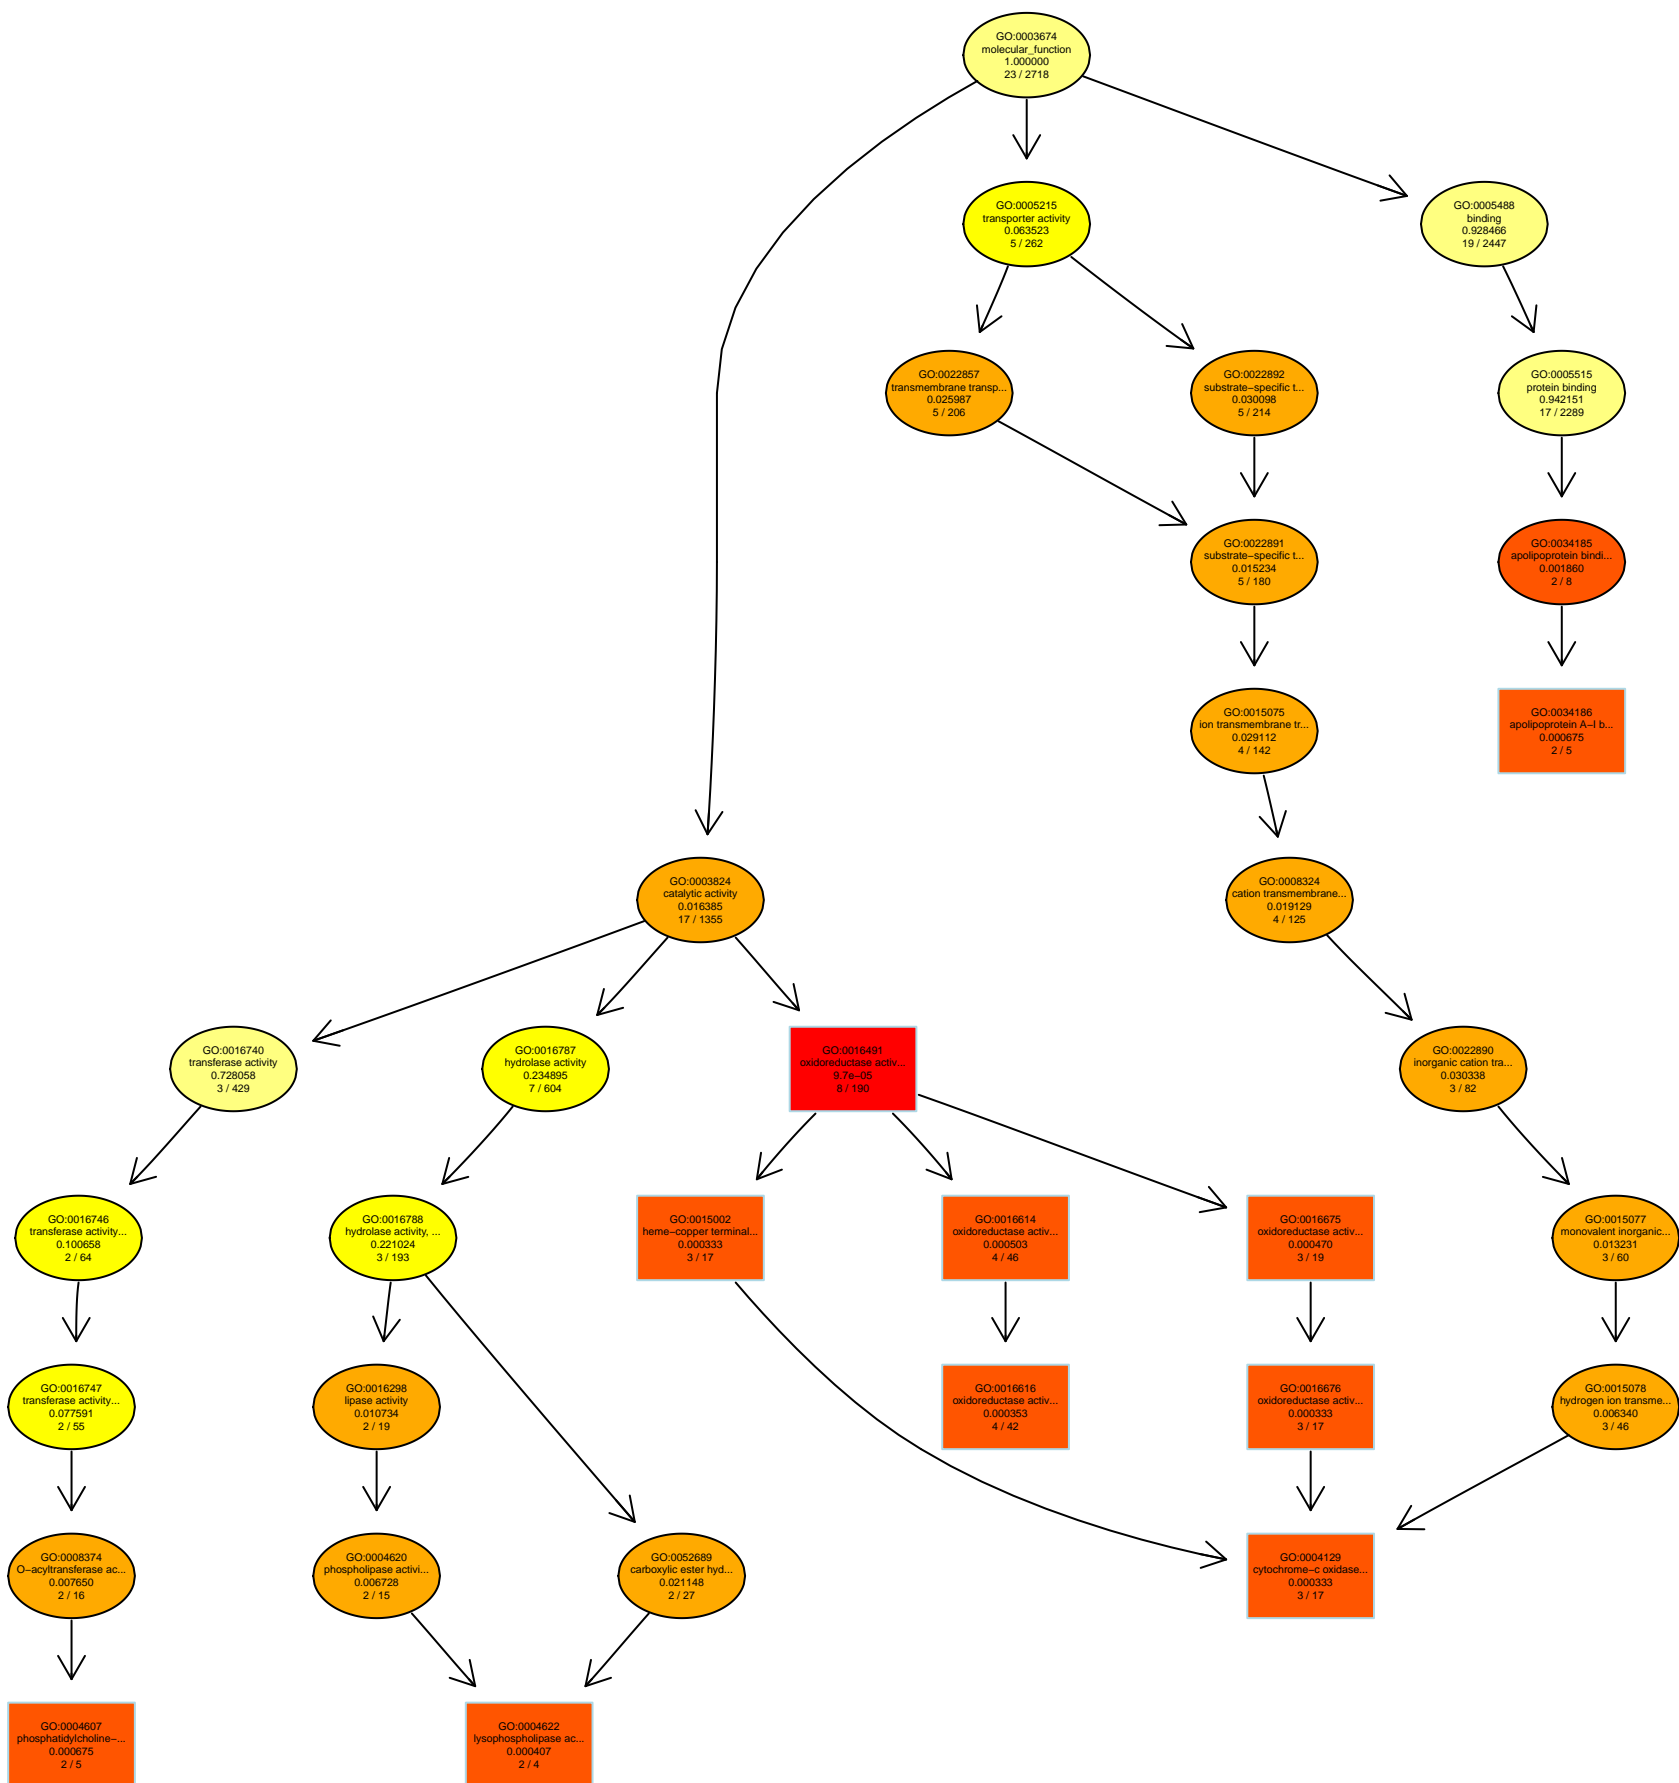 GO:0003674
molecular_function
1.000000
23 / 2718
GO:0005215
transporter activity
0.063523
5 / 262
GO:0005488
binding
0.928466
19 / 2447
GO:0022857
transmembrane transp...
0.025987
5 / 206
GO:0022892
substrate−specific t...
0.030098
5 / 214
GO:0005515
protein binding
0.942151
17 / 2289
GO:0022891
substrate−specific t...
0.015234
5 / 180
GO:0034185
apolipoprotein bindi...
0.001860
2 / 8
GO:0015075
ion transmembrane tr...
0.029112
4 / 142
GO:0034186
apolipoprotein A−I b...
0.000675
2 / 5
GO:0003824
catalytic activity
0.016385
17 / 1355
GO:0008324
cation transmembrane...
0.019129
4 / 125
GO:0016740
transferase activity
0.728058
3 / 429
GO:0016787
hydrolase activity
0.234895
7 / 604
GO:0016491
oxidoreductase activ...
9.7e−05
8 / 190
GO:0022890
inorganic cation tra...
0.030338
3 / 82
GO:0016746
transferase activity...
0.100658
2 / 64
GO:0016788
hydrolase activity, ...
0.221024
3 / 193
GO:0015002
heme−copper terminal...
0.000333
3 / 17
GO:0016614
oxidoreductase activ...
0.000503
4 / 46
GO:0016675
oxidoreductase activ...
0.000470
3 / 19
GO:0015077
monovalent inorganic...
0.013231
3 / 60
GO:0016747
transferase activity...
0.077591
2 / 55
GO:0016298
lipase activity
0.010734
2 / 19
GO:0016616
oxidoreductase activ...
0.000353
4 / 42
GO:0016676
oxidoreductase activ...
0.000333
3 / 17
GO:0015078
hydrogen ion transme...
0.006340
3 / 46
GO:0008374
O−acyltransferase ac...
0.007650
2 / 16
GO:0004620
phospholipase activi...
0.006728
2 / 15
GO:0052689
carboxylic ester hyd...
0.021148
2 / 27
GO:0004129
cytochrome−c oxidase...
0.000333
3 / 17
GO:0004607
phosphatidylcholine−...
0.000675
2 / 5
GO:0004622
lysophospholipase ac...
0.000407
2 / 4